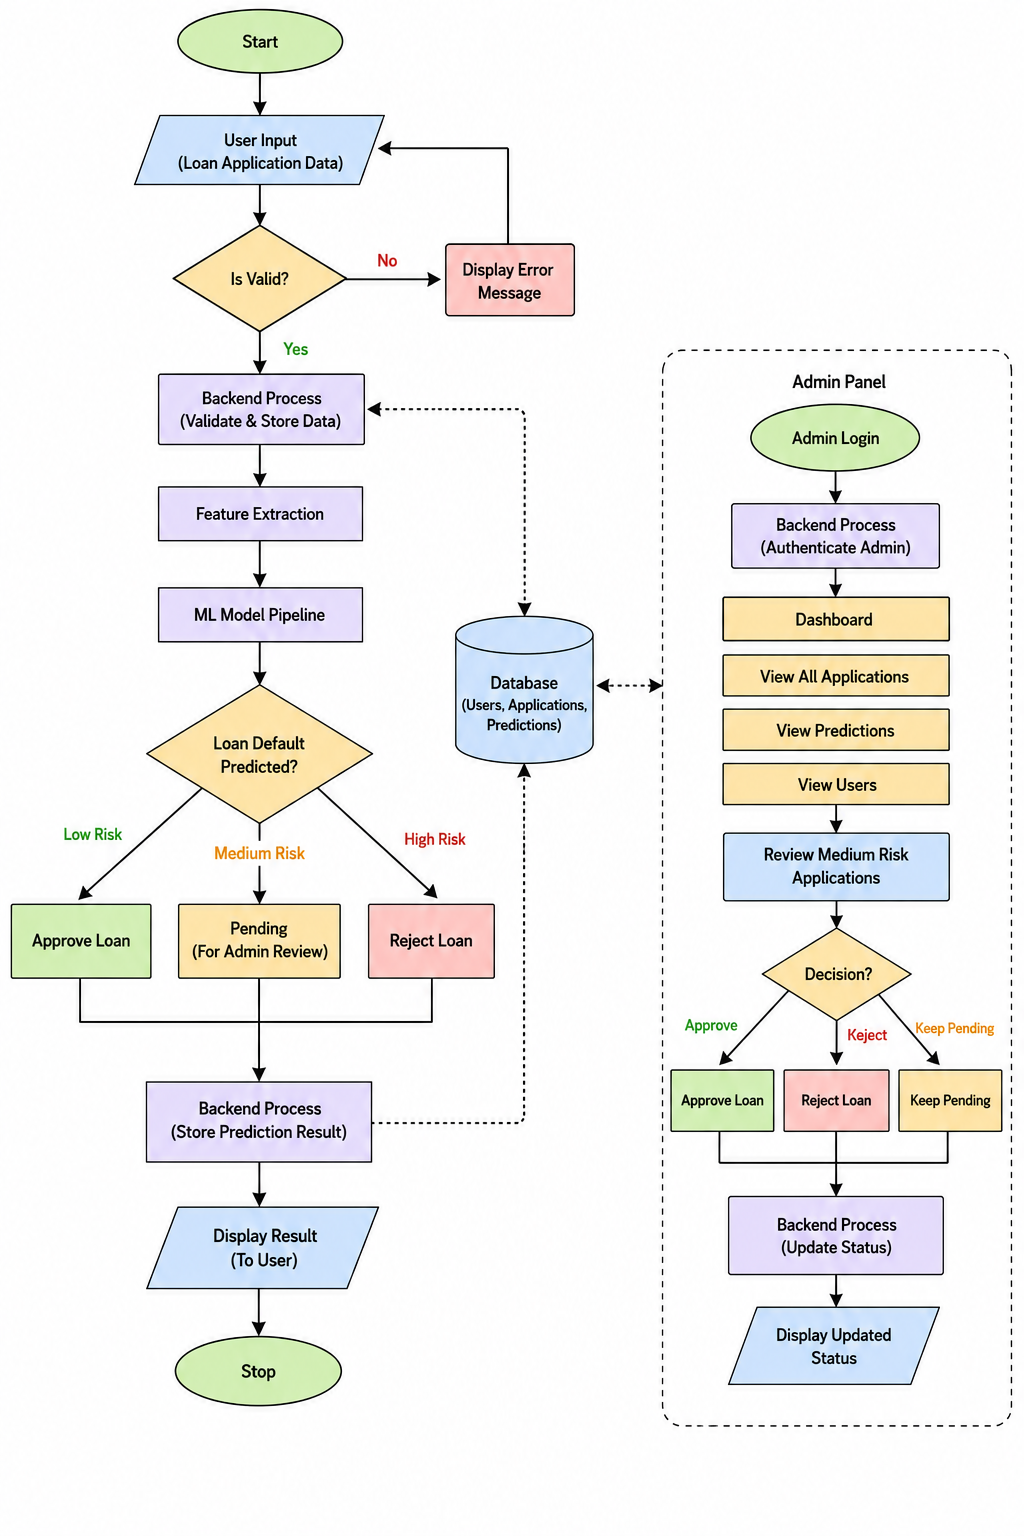 Start
User Input
(Loan Application Data)
Is Valid?
No
Display Error
Message
Yes
Backend Process
(Validate & Store Data)
Feature Extraction
ML Model Pipeline
Loan Default
Predicted?
Low Risk
Medium Risk
High Risk
Approve Loan
Pending
(For Admin Review)
Reject Loan
Backend Process
(Store Prediction Result)
Display Result
(To User)
Stop
Database
(Users, Applications,
Predictions)
Admin Panel
Admin Login
Backend Process
(Authenticate Admin)
Dashboard
View All Applications
View Predictions
View Users
Review Medium Risk
Applications
Decision?
Approve
Keject
Keep Pending
Approve Loan
Reject Loan
Keep Pending
Backend Process
(Update Status)
Display Updated
Status